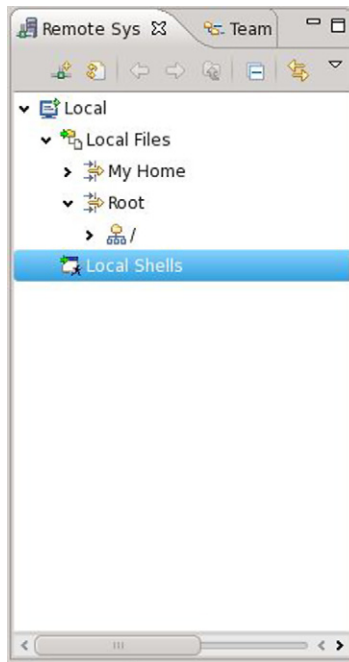 Remote Sys Team
Local
Local Files
My Home
Root
/
Local Shells